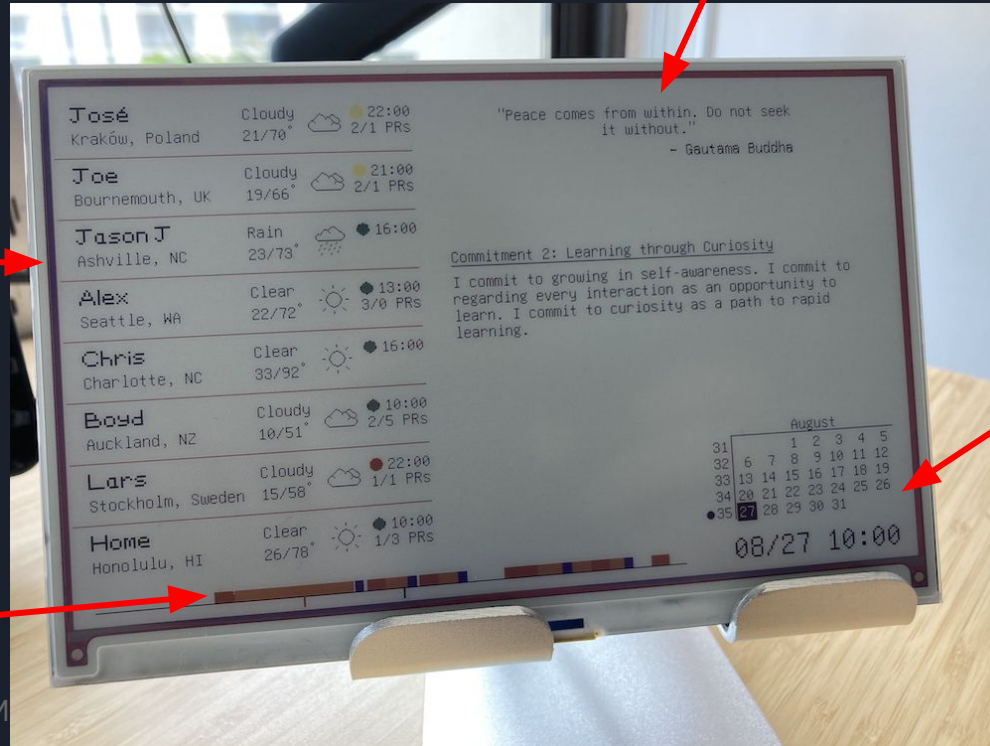 José Cloudy 22:00
Kraków, Poland 21/70° 2/1 PRs
Joe Cloudy 21:00
Bournemouth, UK 19/66° 2/1 PRs
Jason J Rain 16:00
Ashville, NC 23/73°
Alex Clear 13:00
Seattle, WA 22/72° 3/0 PRs
Chris Clear 16:00
Charlotte, NC 33/92°
Boyd Cloudy 10:00
Auckland, NZ 10/51° 2/5 PRs
Lars Cloudy 22:00
Stockholm, Sweden 15/58° 1/1 PRs
Home Clear 10:00
Honolulu, HI 26/78° 1/3 PRs
"Peace comes from within. Do not seek
it without."
- Gautama Buddha
Commitment 2: Learning through Curiosity
I commit to growing in self-awareness. I commit to
regarding every interaction as an opportunity to
learn. I commit to curiosity as a path to rapid
learning.
August
31 1 2 3 4 5
32 6 7 8 9 10 11 12
33 13 14 15 16 17 18 19
34 20 21 22 23 24 25 26
35 27 28 29 30 31
08/27 10:00
M